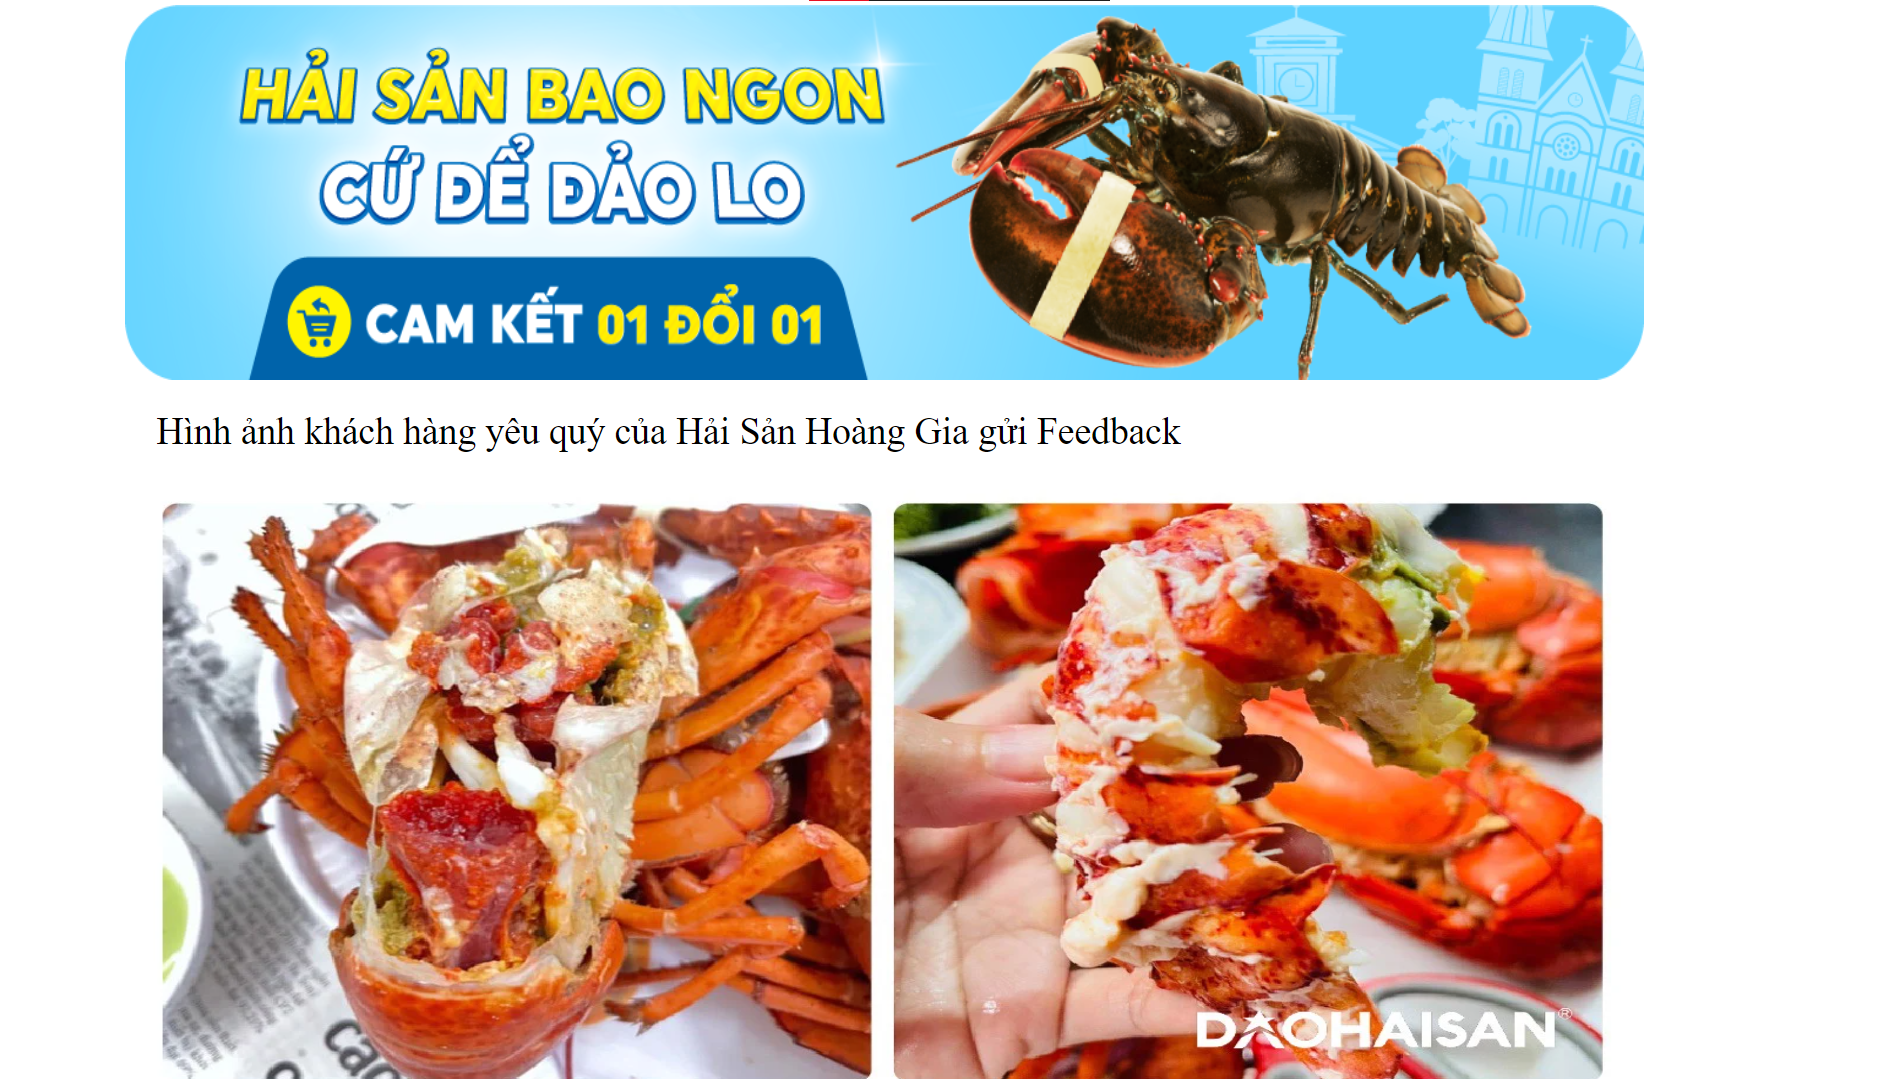 HẢI SẢN BAO NGON
CỨ ĐỂ ĐẢO LO
CAM KẾT 01 ĐỔI 01
Hình ảnh khách hàng yêu quý của Hải Sản Hoàng Gia gửi Feedback
DAOHAISAN®